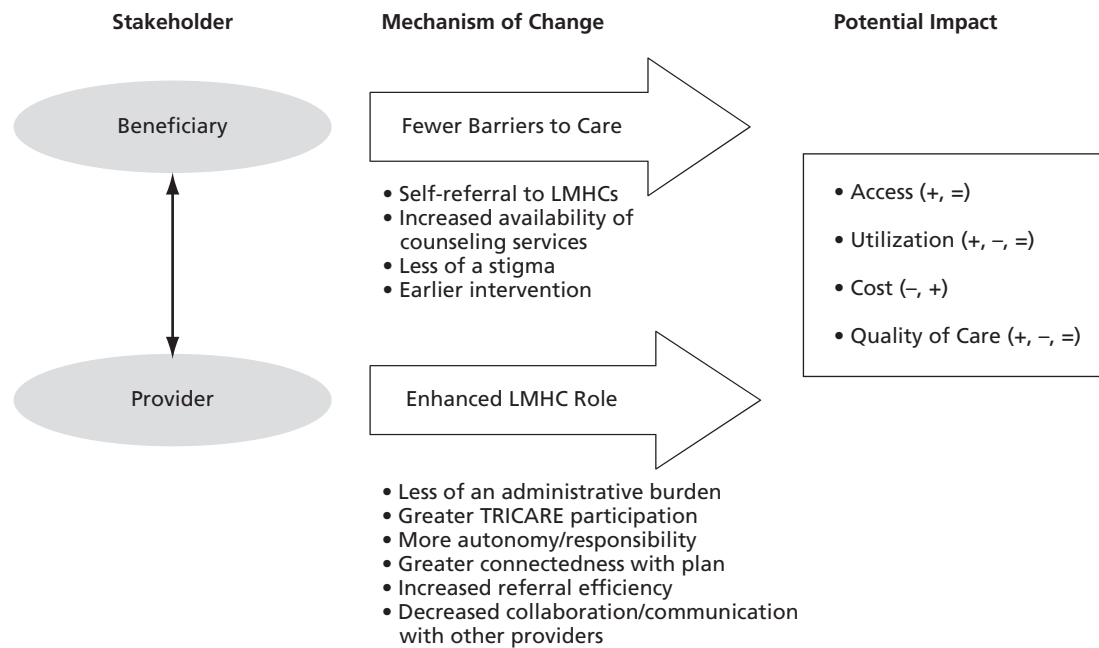 Stakeholder
Mechanism of Change
Potential Impact
Beneficiary
Fewer Barriers to Care
• Self-referral to LMHCs
• Increased availability of
counseling services
• Less of a stigma
• Earlier intervention
• Access (+, =)
• Utilization (+, –, =)
• Cost (–, +)
• Quality of Care (+, –, =)
Provider
Enhanced LMHC Role
• Less of an administrative burden
• Greater TRICARE participation
• More autonomy/responsibility
• Greater connectedness with plan
• Increased referral efficiency
• Decreased collaboration/communication
with other providers